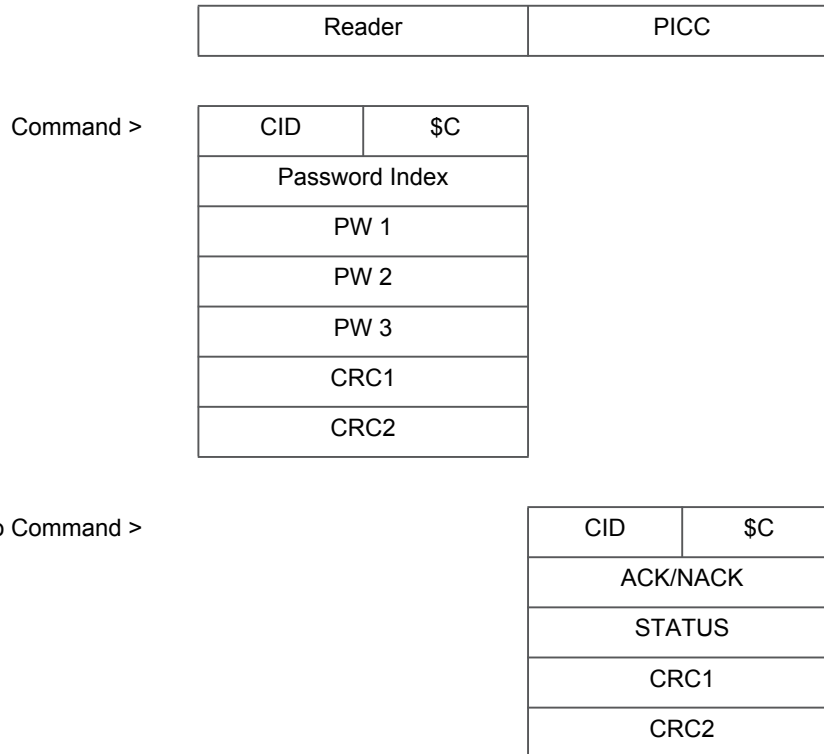 Reader PICC
Command > CID $C
Password Index
PW 1
PW 2
PW 3
CRC1
CRC2
Command > CID $C
ACK/NACK
STATUS
CRC1
CRC2